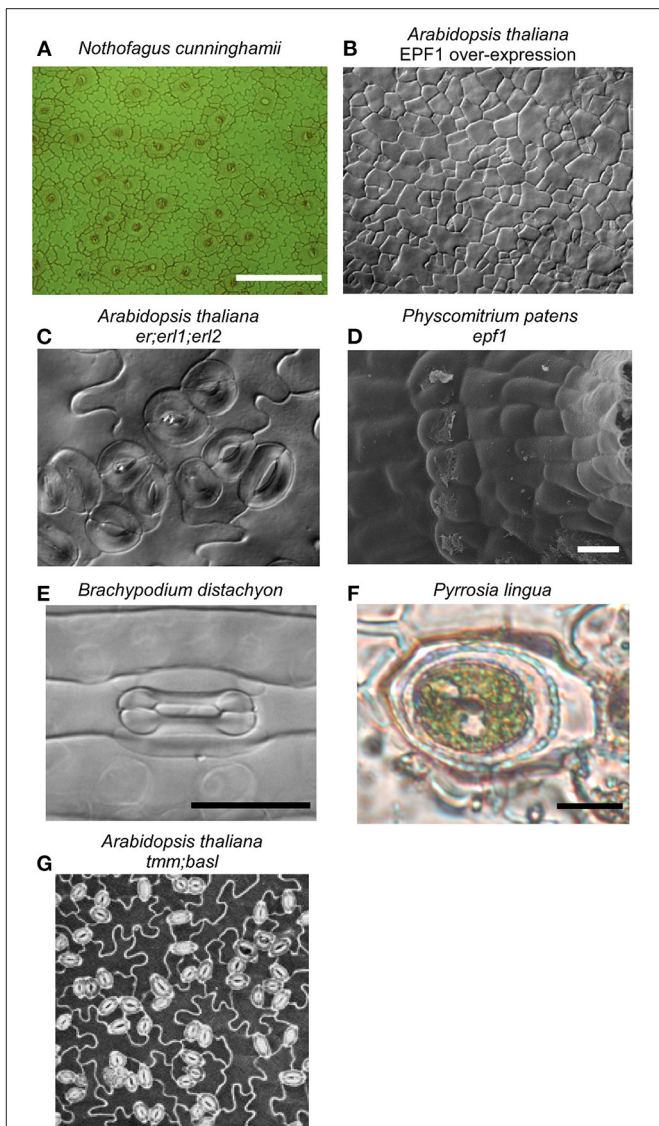 A
Nothofagus cunninghamii
B
Arabidopsis thaliana
EPF1 over-expression
C
Arabidopsis thaliana
er;erl1;erl2
D
Physcomitrium patens
epf1
E
Brachypodium distachyon
F
Pyrrosia lingua
G
Arabidopsis thaliana
tmm;basl